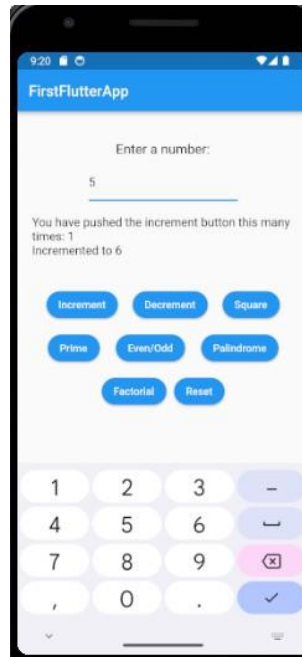 9:20
FirstFlutterApp
Enter a number:
5
You have pushed the increment button this many
times: 1
Incremented to 6
Increment Decrement Square
Prime Even/Odd Palindrome
Factorial Reset
1 2 3 -
4 5 6
7 8 9
, 0 .